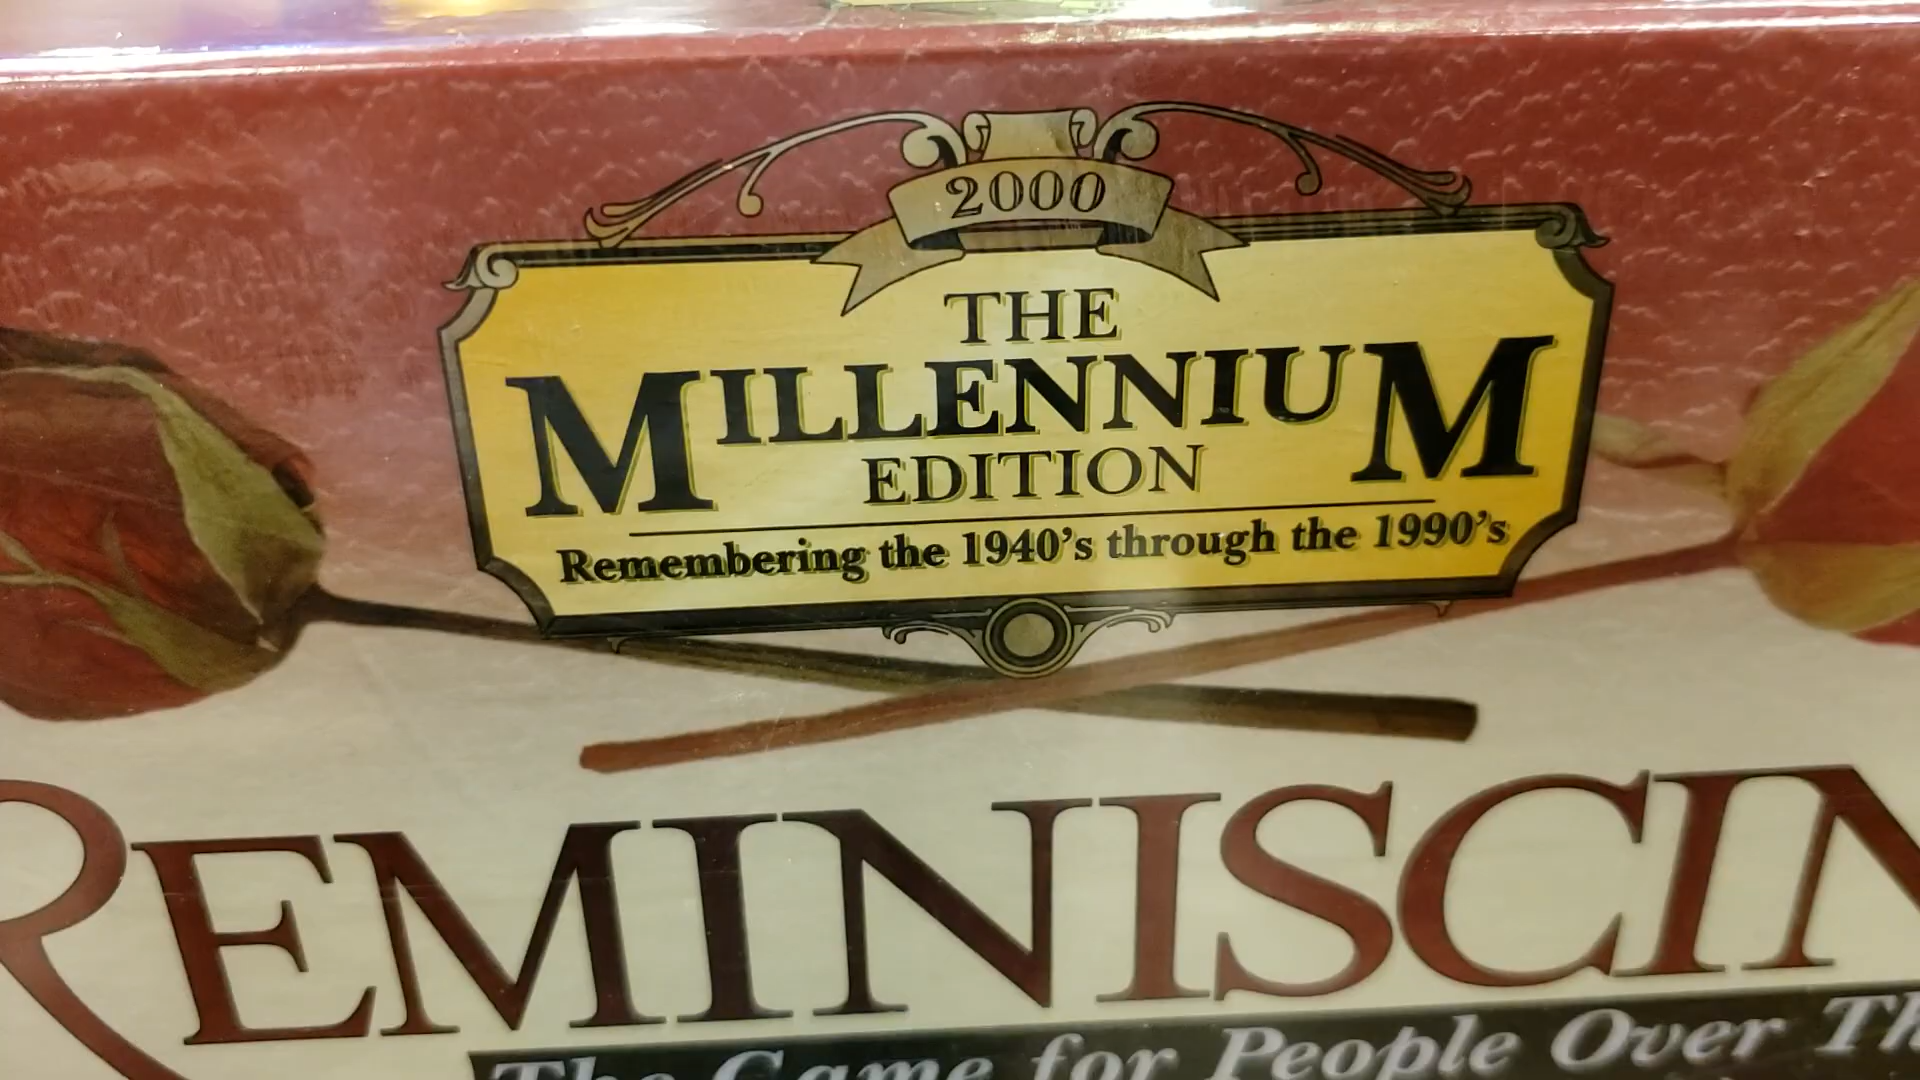 2000
THE
MILLENNIUM
EDITION
Remembering the 1940's through the 1990's
REMINISCIN
The Game for People Over Th